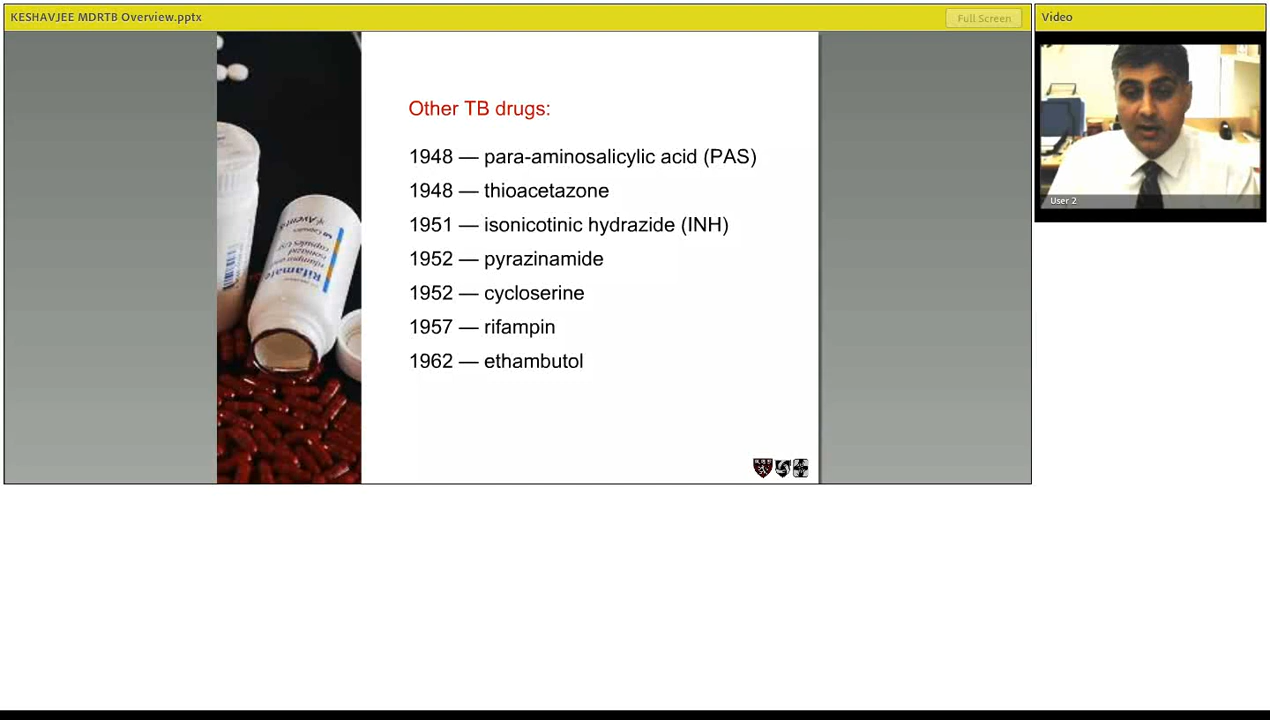 KESHAVJEE MDRTB Overview.pptx
Full Screen
Video
Other TB drugs:
1948 — para-aminosalicylic acid (PAS)
1948 — thioacetazone
1951 — isonicotinic hydrazide (INH)
1952 — pyrazinamide
1952 — cycloserine
1957 — rifampin
1962 — ethambutol
Rifamate
User 2